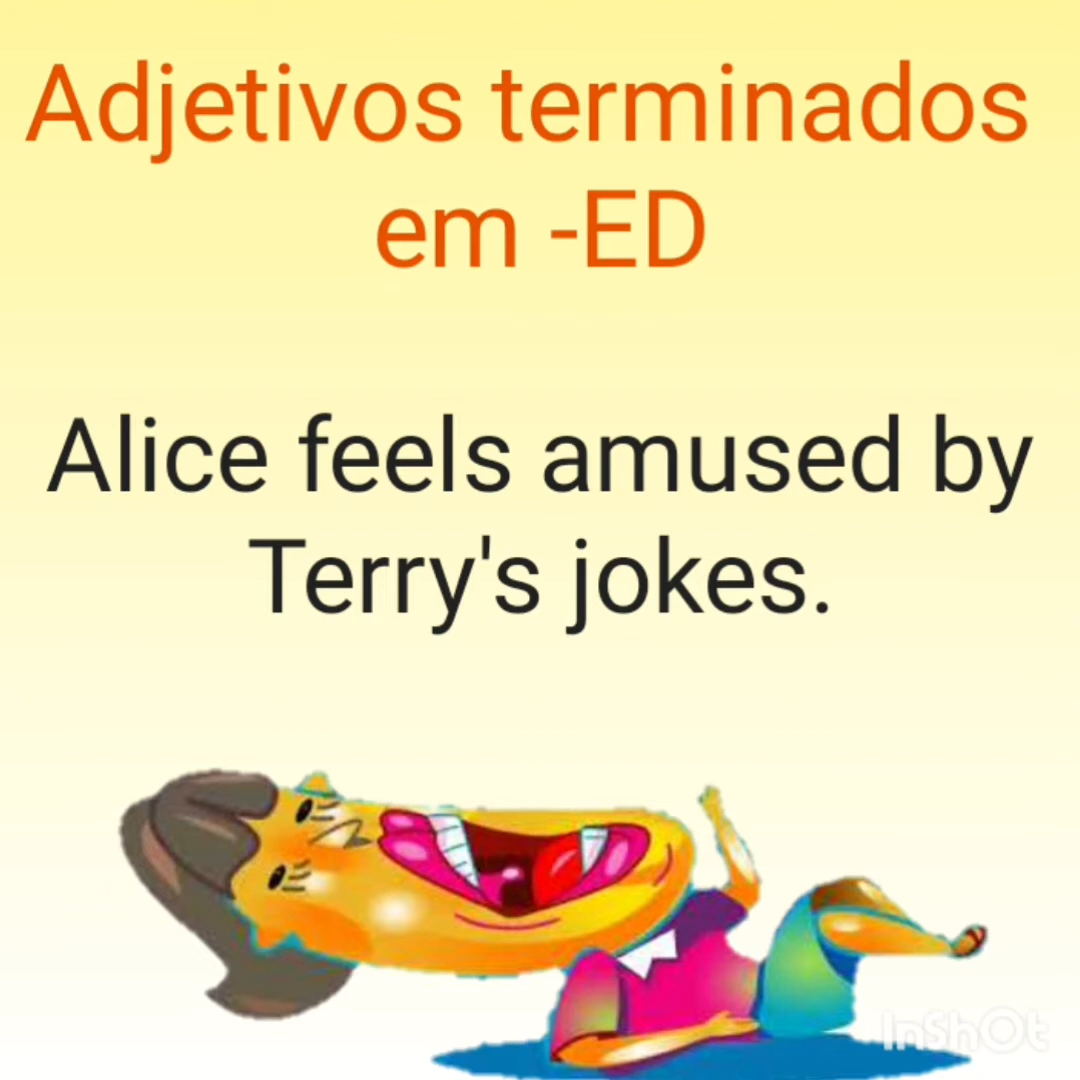 Adjetivos terminados
em -ED
Alice feels amused by
Terry's jokes.
InShOt